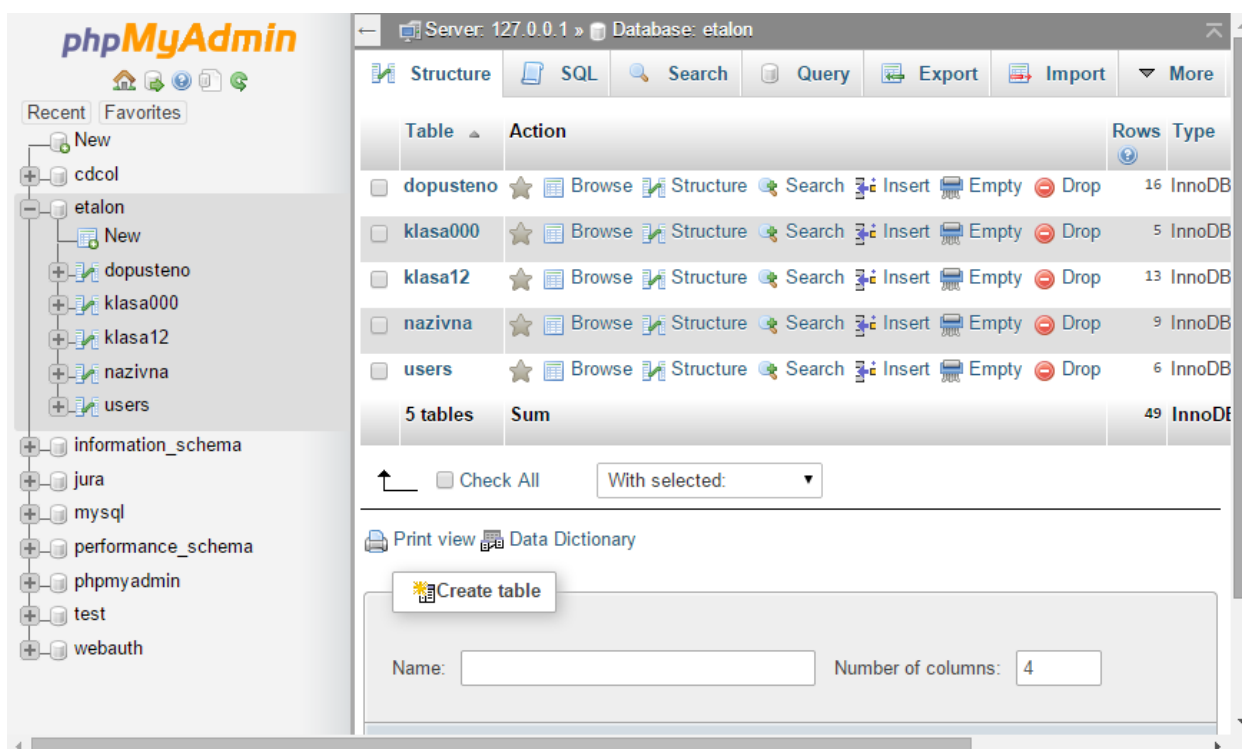 phpMyAdmin
Recent Favorites
New
cdcol
etalon
New
dopusteno
klasa000
klasa12
nazivna
users
information_schema
jura
mysql
performance_schema
phpmyadmin
test
webauth
Server: 127.0.0.1 » Database: etalon
Structure SQL Search Query Export Import More
Table Action Rows Type
dopusteno Browse Structure Search Insert Empty Drop 16 InnoDB
klasa000 Browse Structure Search Insert Empty Drop 5 InnoDB
klasa12 Browse Structure Search Insert Empty Drop 13 InnoDB
nazivna Browse Structure Search Insert Empty Drop 9 InnoDB
users Browse Structure Search Insert Empty Drop 6 InnoDB
5 tables Sum 49 InnoDB
Check All With selected:
Print view Data Dictionary
Create table
Name: Number of columns: 4